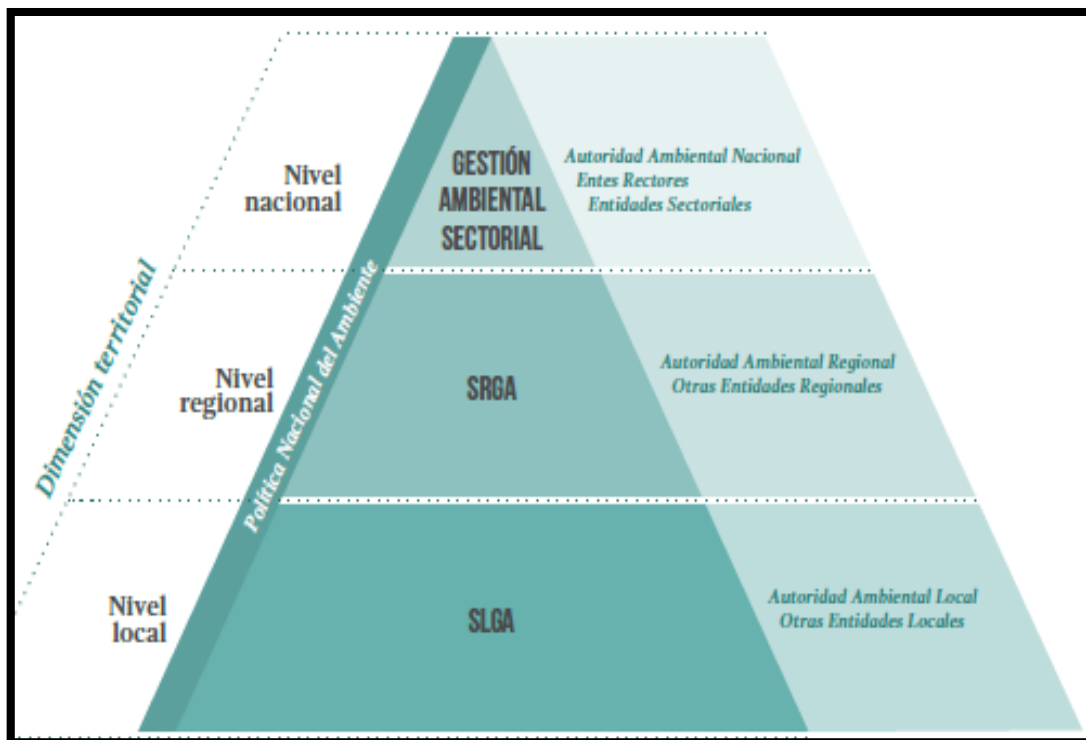 Dimensión territorial
Política Nacional del Ambiente
Nivel
nacional
GESTIÓN
AMBIENTAL
SECTORIAL
Autoridad Ambiental Nacional
Entes Rectores
Entidades Sectoriales
Nivel
regional
SRGA
Autoridad Ambiental Regional
Otras Entidades Regionales
Nivel
local
SLGA
Autoridad Ambiental Local
Otras Entidades Locales